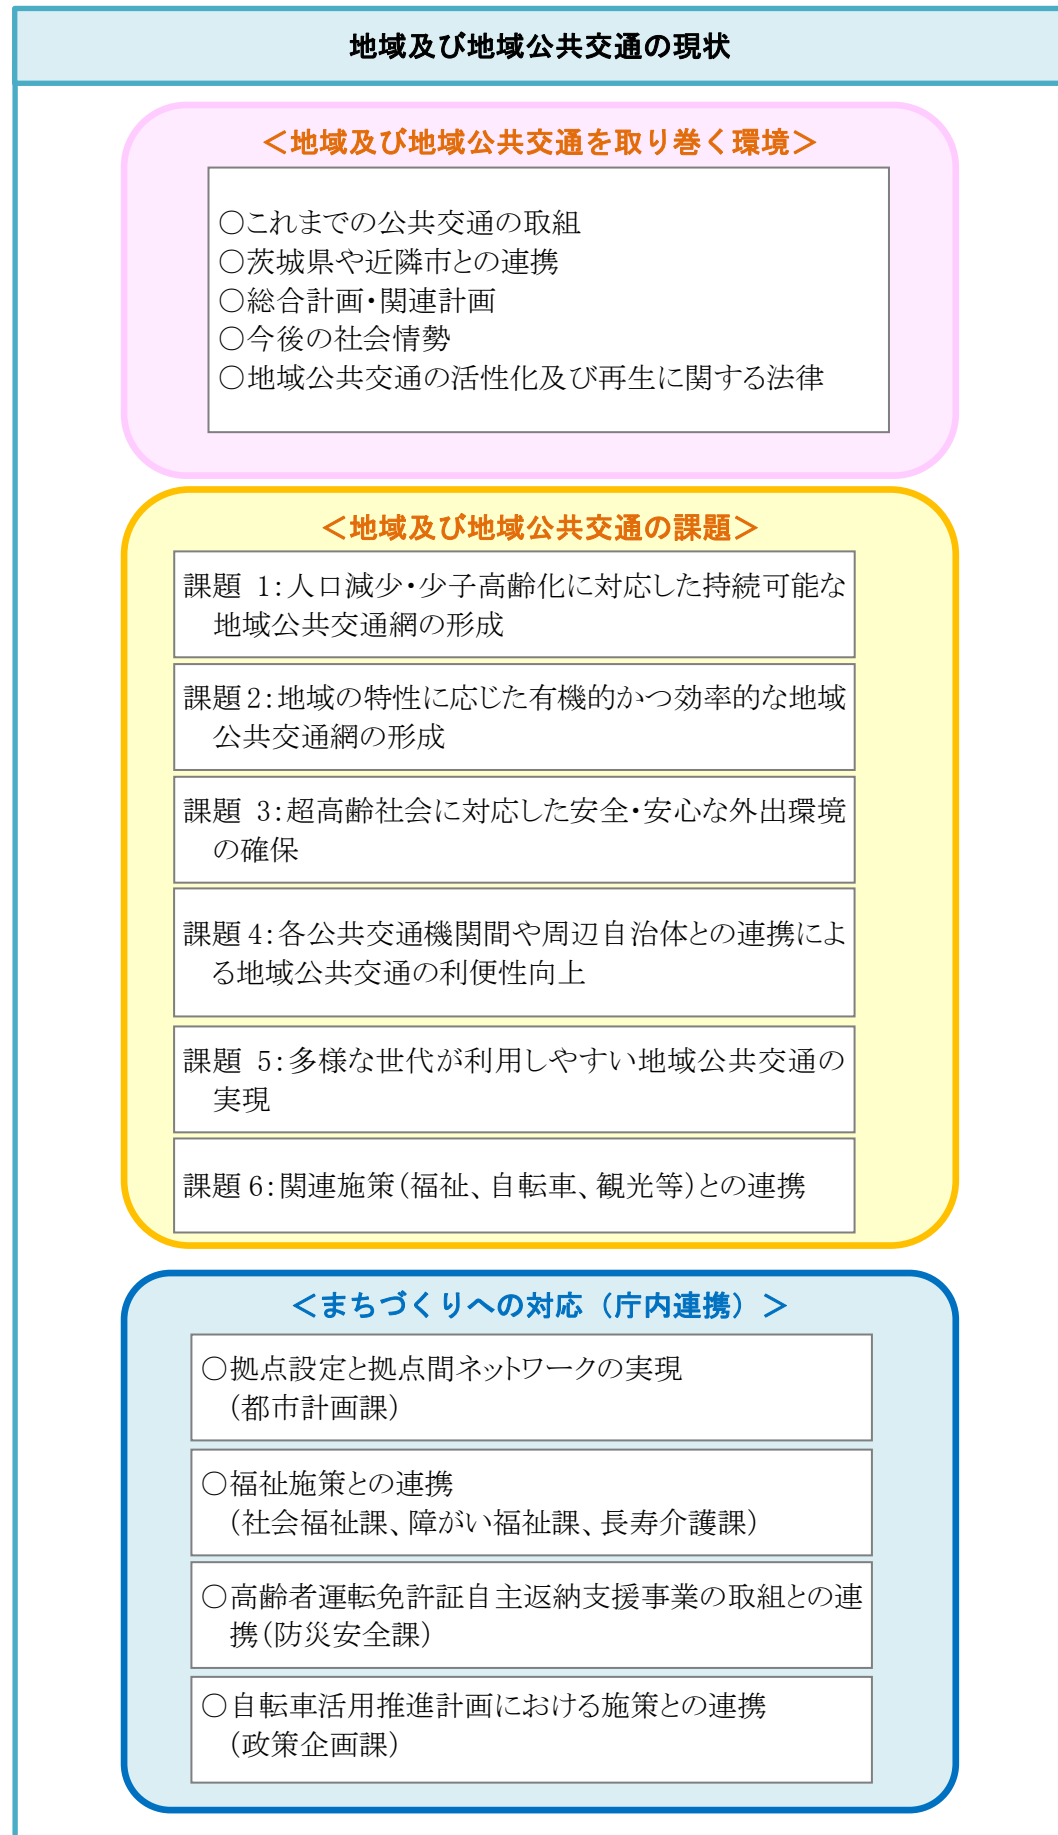 地域及び地域公共交通の現状
＜地域及び地域公共交通を取り巻く環境＞
○これまでの公共交通の取組
○茨城県や近隣市との連携
○総合計画・関連計画
○今後の社会情勢
○地域公共交通の活性化及び再生に関する法律
＜地域及び地域公共交通の課題＞
課題 1：人口減少・少子高齢化に対応した持続可能な
地域公共交通網の形成
課題 2：地域の特性に応じた有機的かつ効率的な地域
公共交通網の形成
課題 3：超高齢社会に対応した安全・安心な外出環境
の確保
課題 4：各公共交通機関間や周辺自治体との連携によ
る地域公共交通の利便性向上
課題 5：多様な世代が利用しやすい地域公共交通の
実現
課題 6：関連施策（福祉、自転車、観光等）との連携
＜まちづくりへの対応（庁内連携）＞
○拠点設定と拠点間ネットワークの実現
（都市計画課）
○福祉施策との連携
（社会福祉課、障がい福祉課、長寿介護課）
○高齢者運転免許証自主返納支援事業の取組との連
携（防災安全課）
○自転車活用推進計画における施策との連携
（政策企画課）